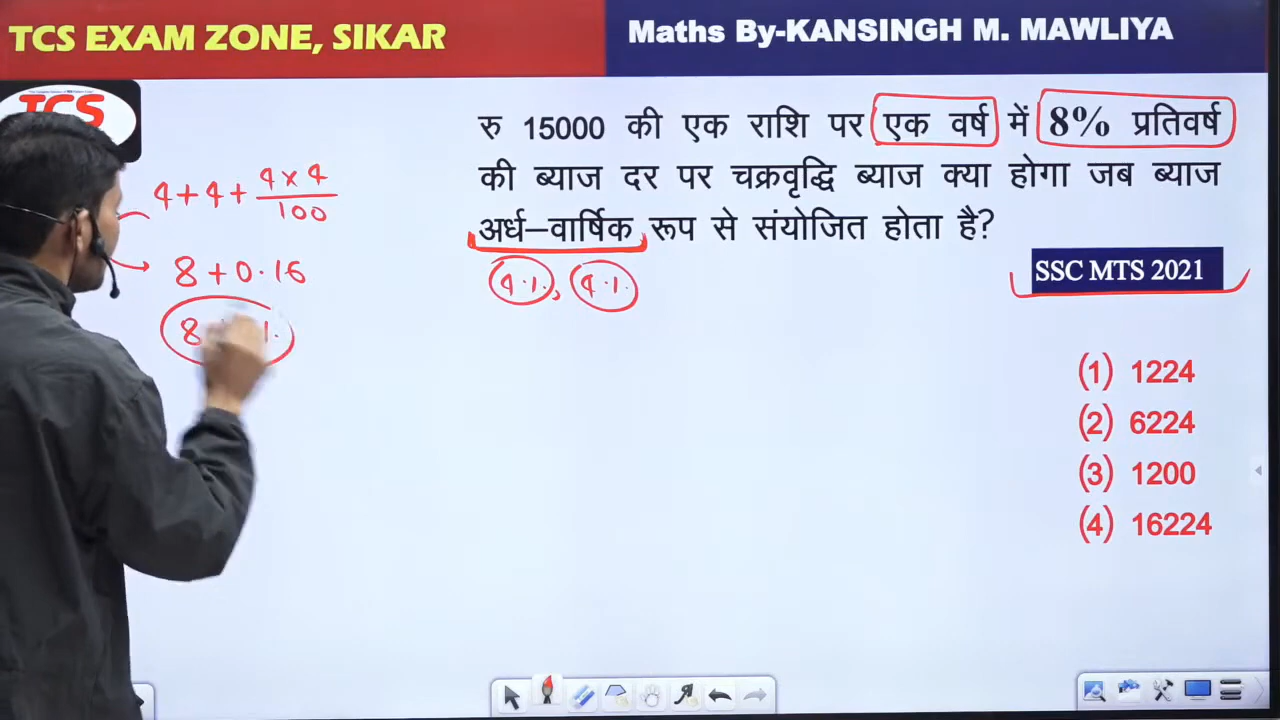 TCS EXAM ZONE, SIKAR
Maths By-KANSINGH M. MAWLIYA
TCS
रु 15000 की एक राशि पर एक वर्ष में 8% प्रतिवर्ष
की ब्याज दर पर चक्रवृद्धि ब्याज क्या होगा जब ब्याज
अर्ध–वार्षिक रूप से संयोजित होता है?
4%, 4%
SSC MTS 2021
4+4+ 4×4/100
8+0.16
8
(1) 1224
(2) 6224
(3) 1200
(4) 16224